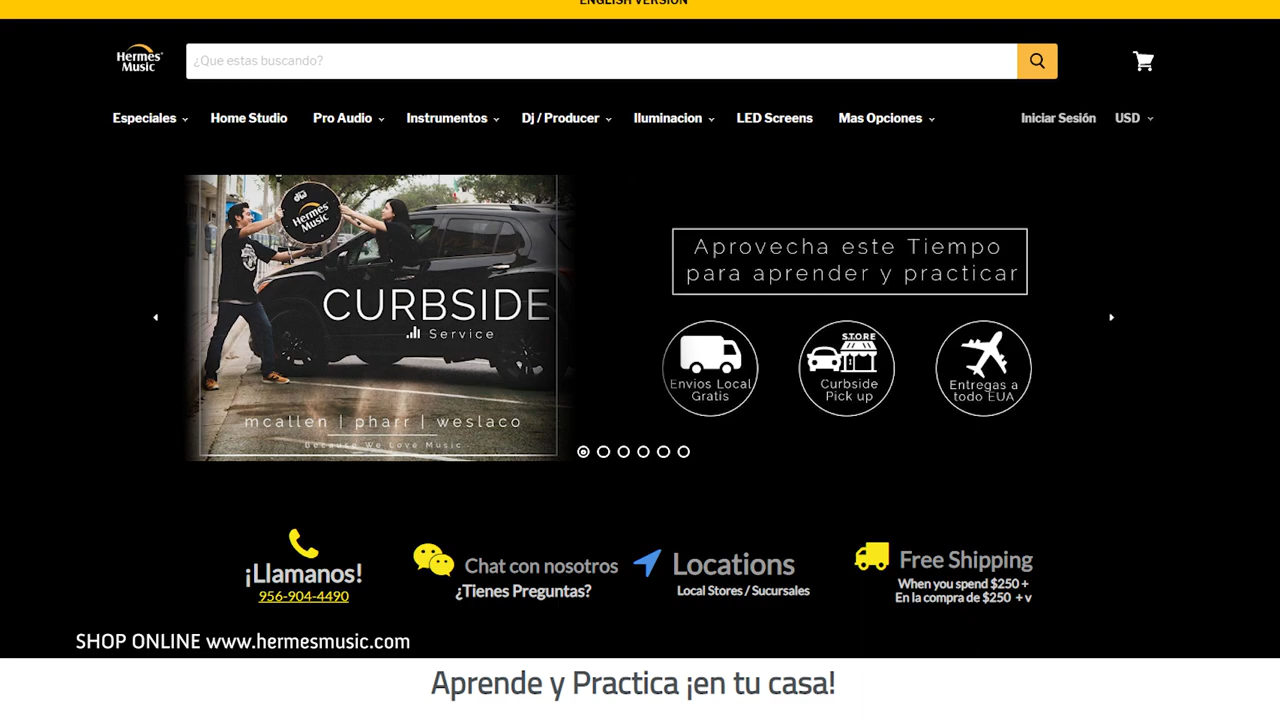 ENGLISH VERSION
Hermes
Music
¿Que estas buscando?
Especiales
Home Studio
Pro Audio
Instrumentos
Dj / Producer
Iluminacion
LED Screens
Mas Opciones
Iniciar Sesión
USD
Hermes
Music
CURBSIDE
Service
mcallen | pharr | weslaco
Because We Love Music
Aprovecha este Tiempo
para aprender y practicar
Envios Local
Gratis
STORE
Curbside
Pick up
Entregas a
todo EUA
¡Llamanos!
956-904-4490
Chat con nosotros
¿Tienes Preguntas?
Locations
Local Stores / Sucursales
Free Shipping
When you spend $250 +
En la compra de $250 + v
SHOP ONLINE www.hermesmusic.com
Aprende y Practica ¡en tu casa!